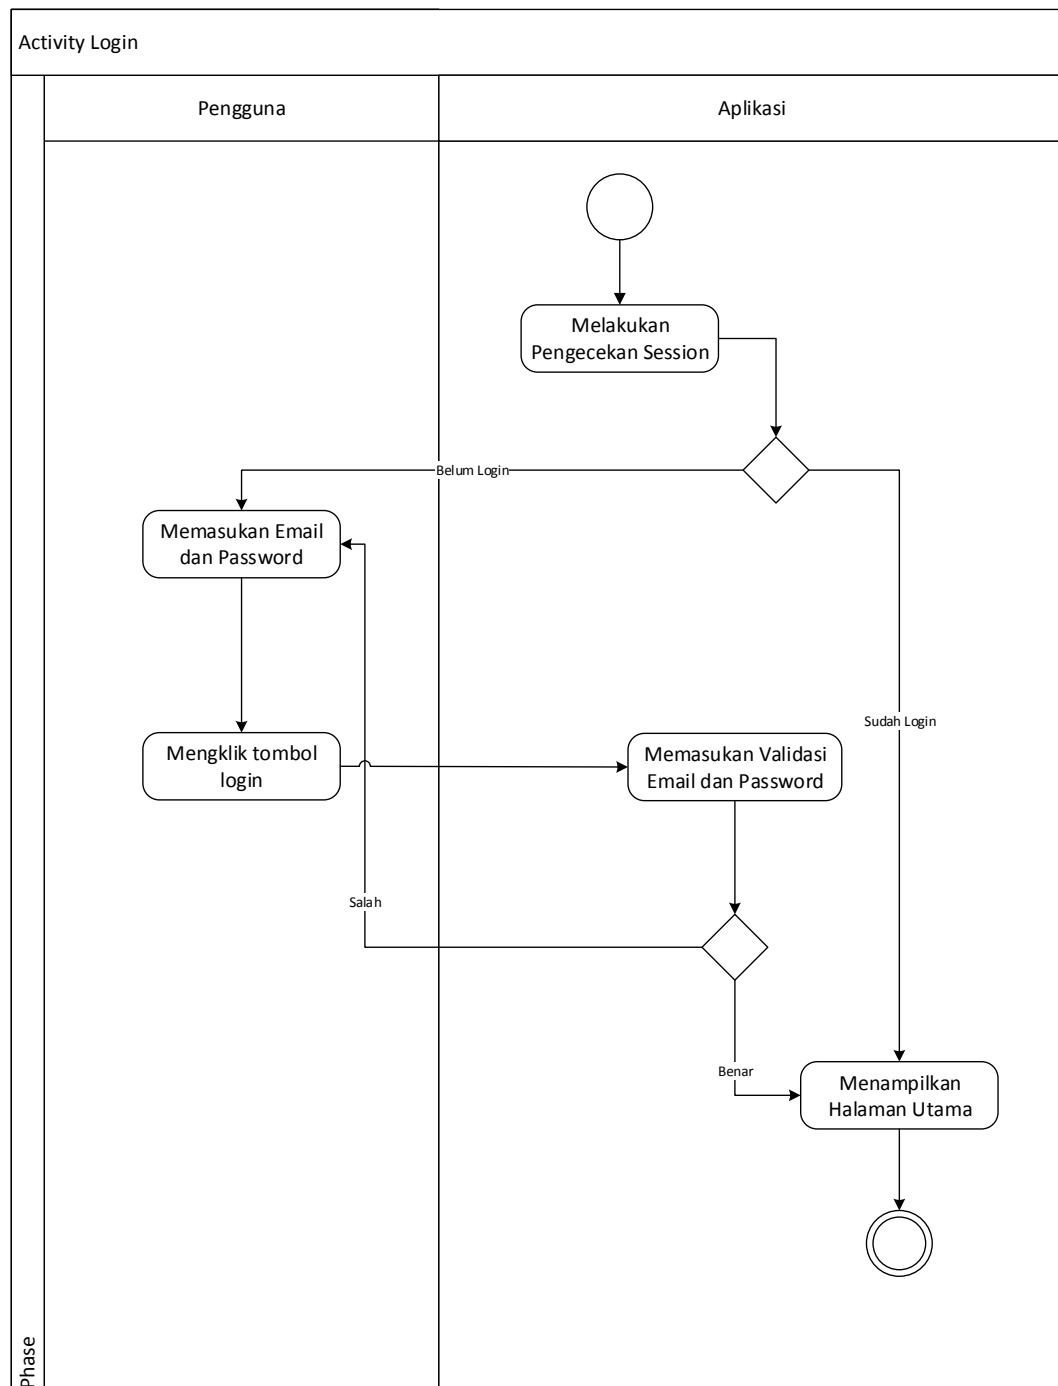 Activity Login
Pengguna
Aplikasi
Melakukan
Pengecekan Session
Belum Login
Memasukan Email
dan Password
Sudah Login
Mengklik tombol
login
Memasukan Validasi
Email dan Password
Salah
Benar
Menampilkan
Halaman Utama
Phase